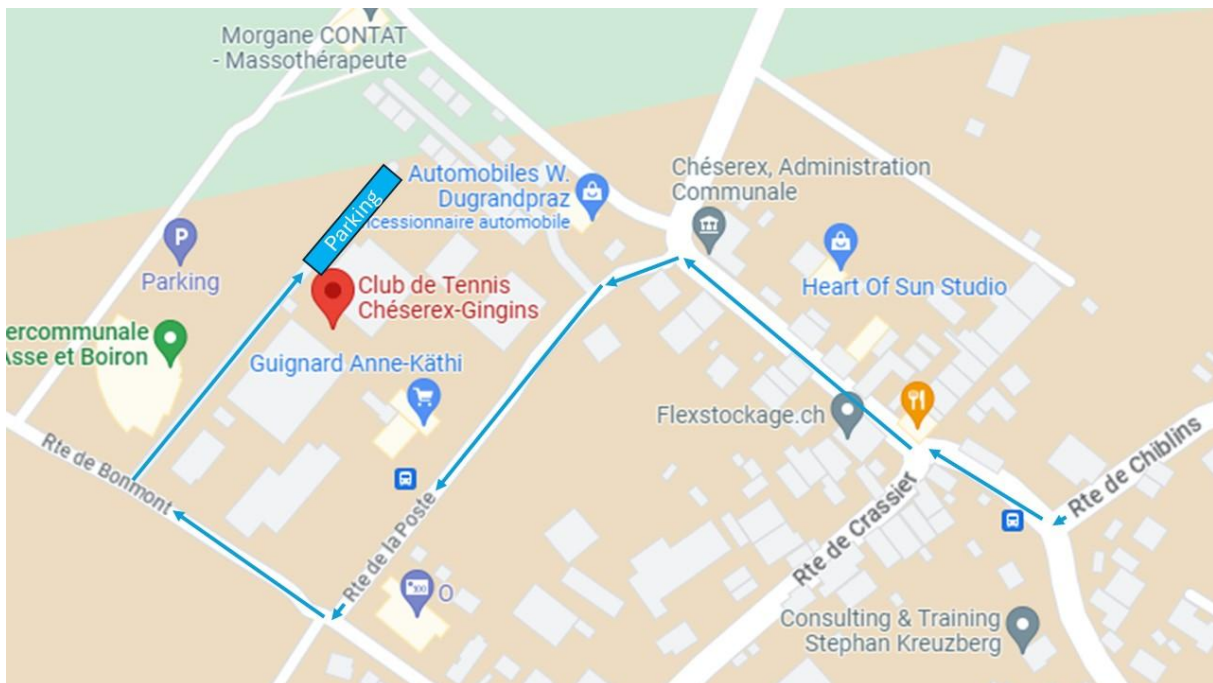 Morgane CONTAT
- Massothérapeute
Automobiles W.
Dugrandpraz
ncessionnaire automobile
Chéserex, Administration
Communale
Parking
P
Parking
Club de Tennis
Chéserex-Gingins
Heart Of Sun Studio
ercommunale
Asse et Boiron
Guignard Anne-Käthi
Flexstockage.ch
Rte de Bonmont
Rte de la Poste
Rte de Crassier
Rte de Chiblins
O
Consulting & Training
Stephan Kreuzberg